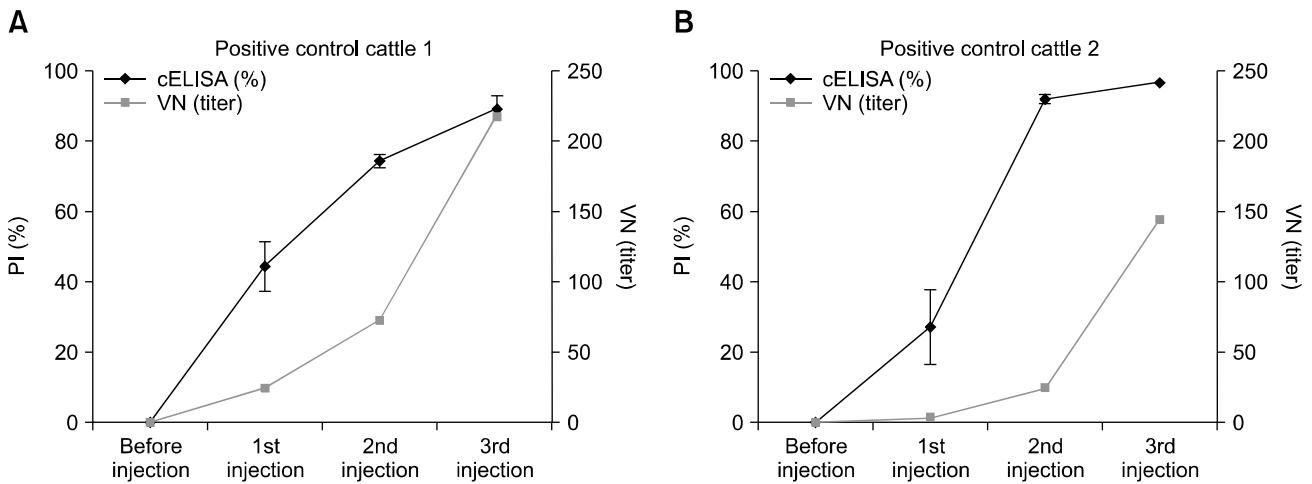 A
Positive control cattle 1
cELISA (%)
VN (titer)
100
80
60
40
20
0
PI (%)
250
200
150
100
50
0
VN (titer)
Before injection
1st injection
2nd injection
3rd injection
B
Positive control cattle 2
cELISA (%)
VN (titer)
100
80
60
40
20
0
PI (%)
250
200
150
100
50
0
VN (titer)
Before injection
1st injection
2nd injection
3rd injection